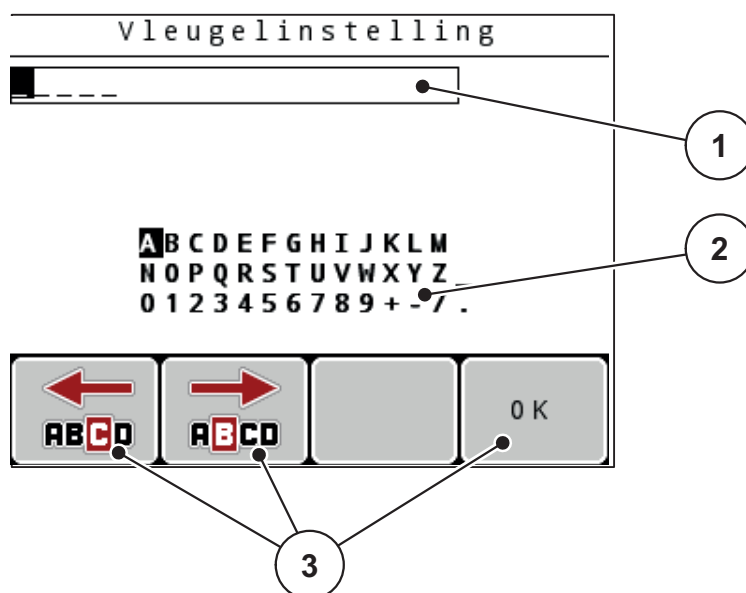 Vleugelinstelling
1
ABCDEFGHIJKLM
NOPQRSTUVWXYZ_
0123456789+-/.
2
ABCD
ABCD
OK
3